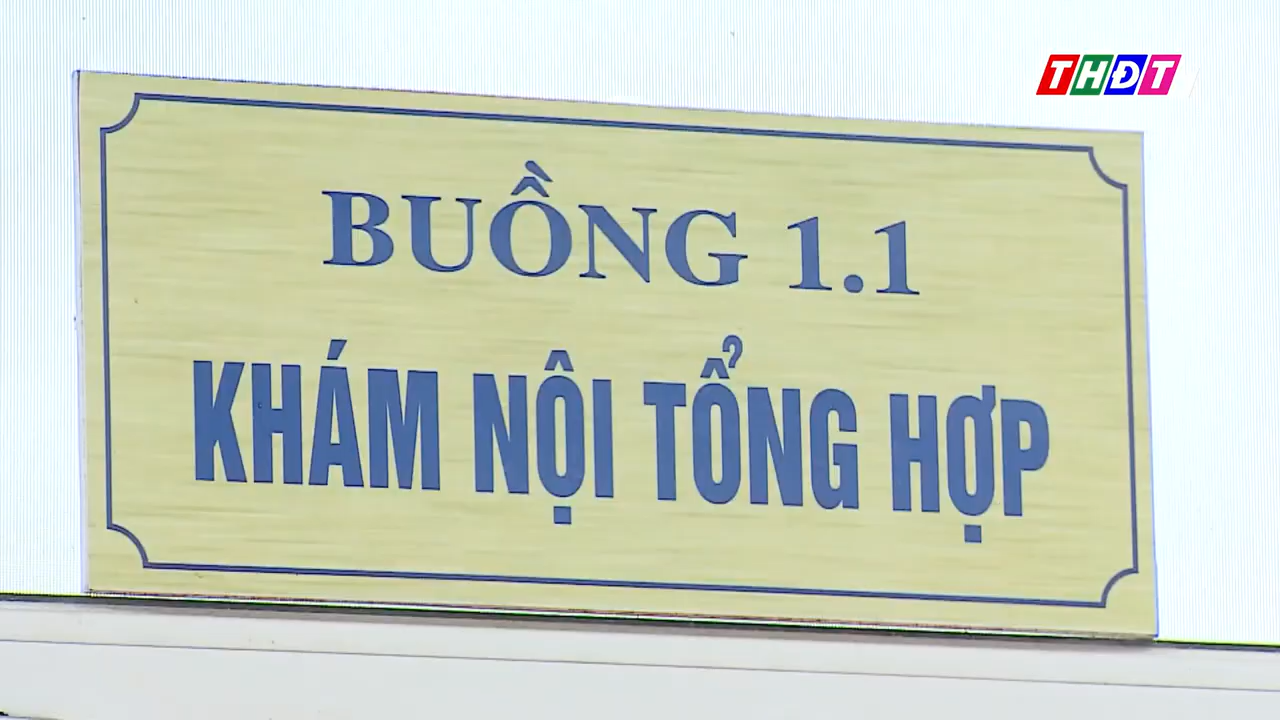 THĐT
BUỒNG 1.1
KHÁM NỘI TỔNG HỢP